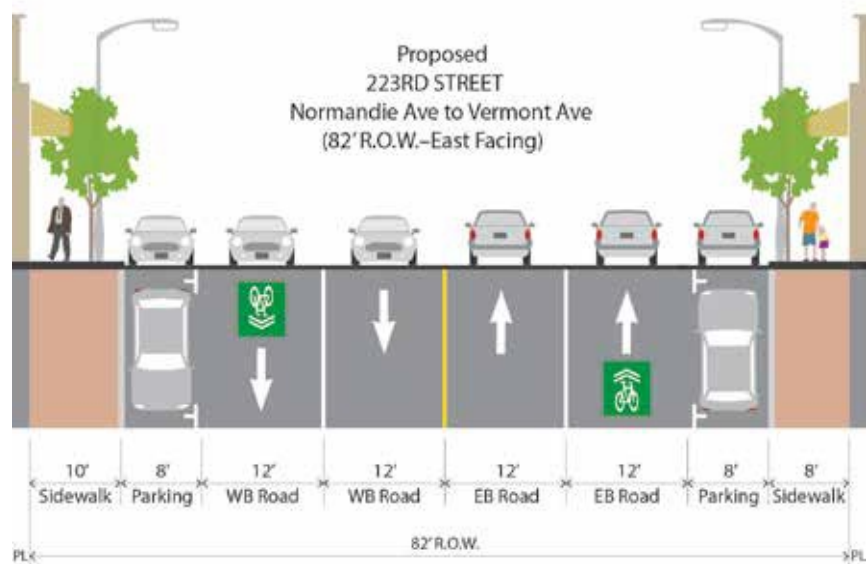 Proposed
223RD STREET
Normandie Ave to Vermont Ave
(82' R.O.W.–East Facing)
10' 8' 12' 12' 12' 12' 8' 8'
Sidewalk Parking WB Road WB Road EB Road EB Road Parking Sidewalk
82' R.O.W.
PL PL